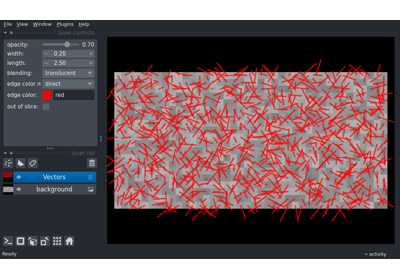 File View Window Plugins Help
layer controls
opacity: 0.70
width: 0.20
length: 2.50
blending: translucent
edge color m direct
edge color: red
out of slice:
layer list
Vectors
background
Ready
activity